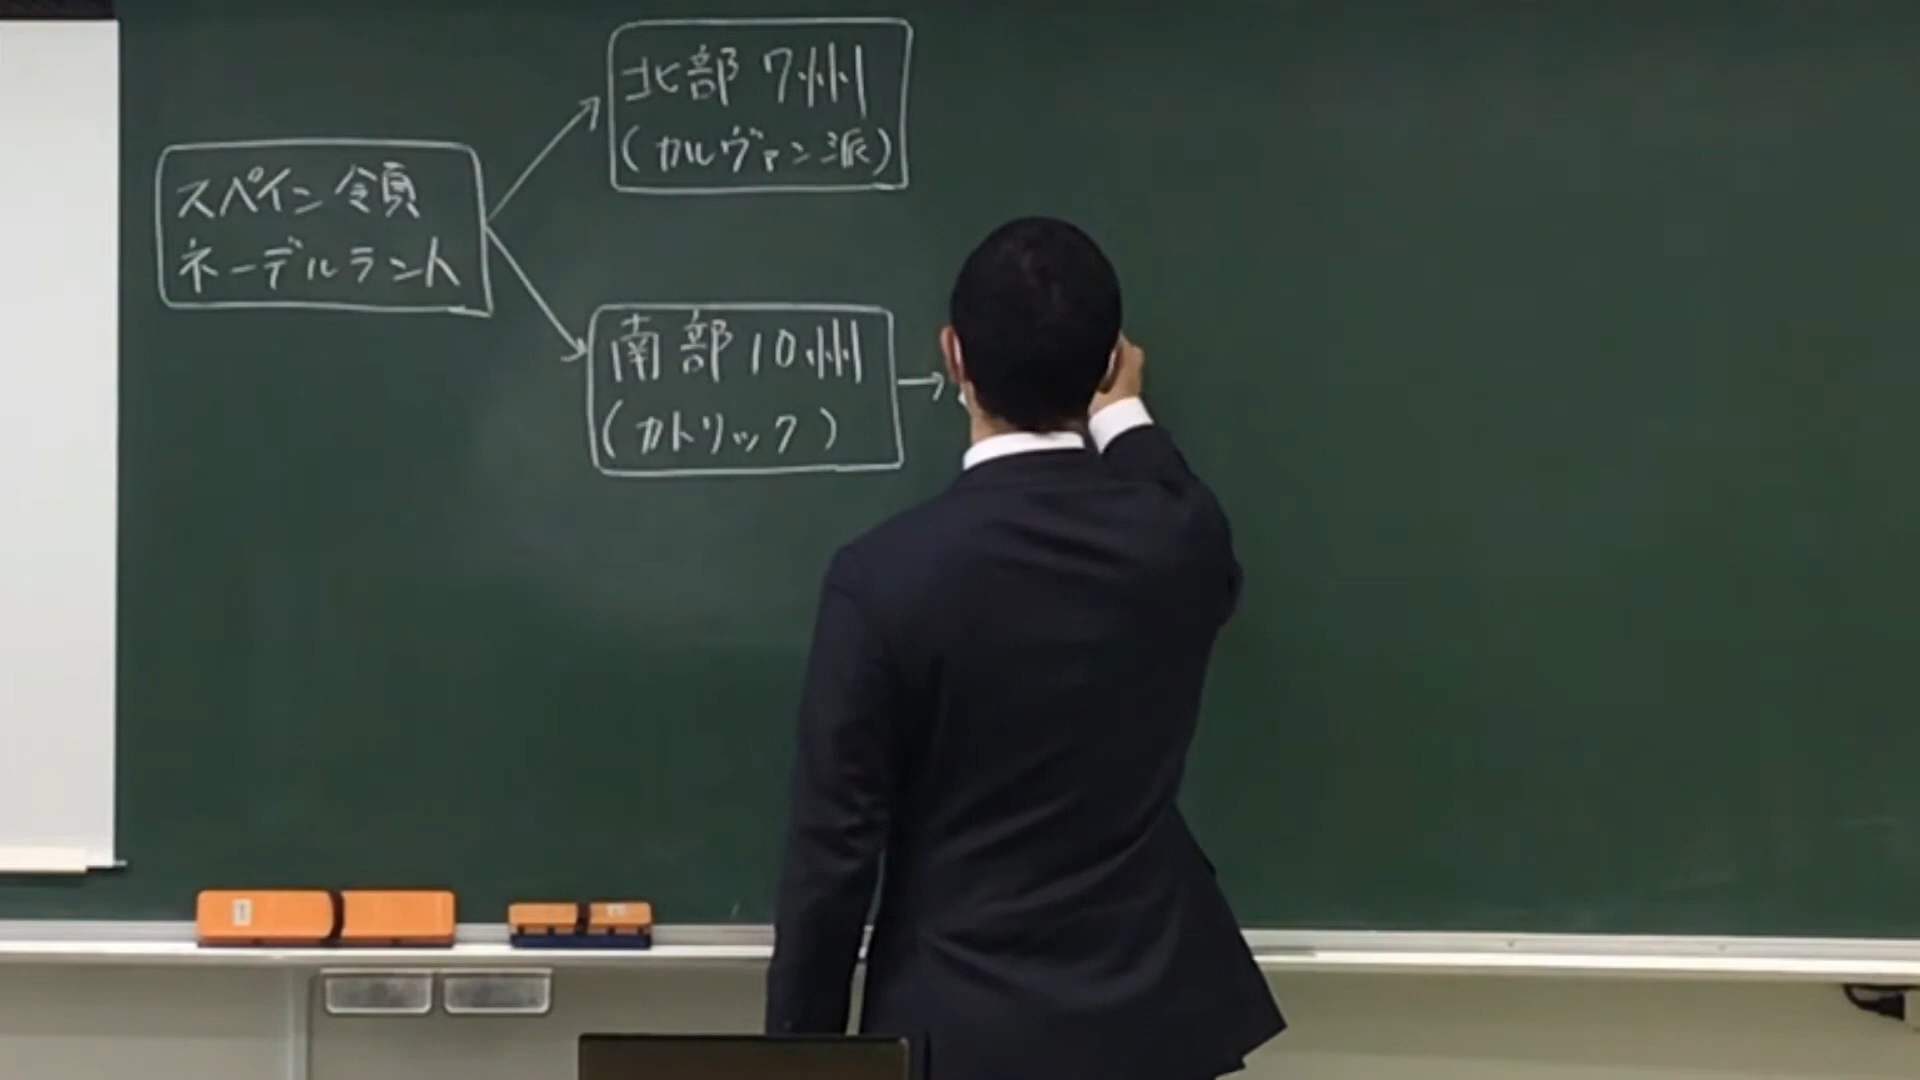 スペイン領
ネーデルラント
北部 7州
(カルヴァン派)
南部 10州
(カトリック)